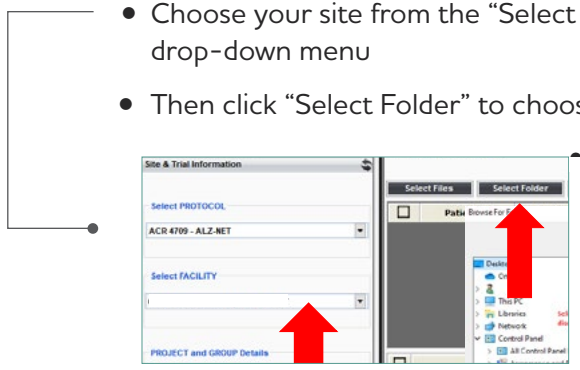 Choose your site from the “Select
drop-down menu
Then click “Select Folder” to choos
Site & Trial Information
Select PROTOCOL
ACR 4709 - ALZ-NET
Select FACILITY
PROJECT and GROUP Details
Select Files
Select Folder
Browse For
This PC
Libraries
Network
Control Panel
All Control Panel